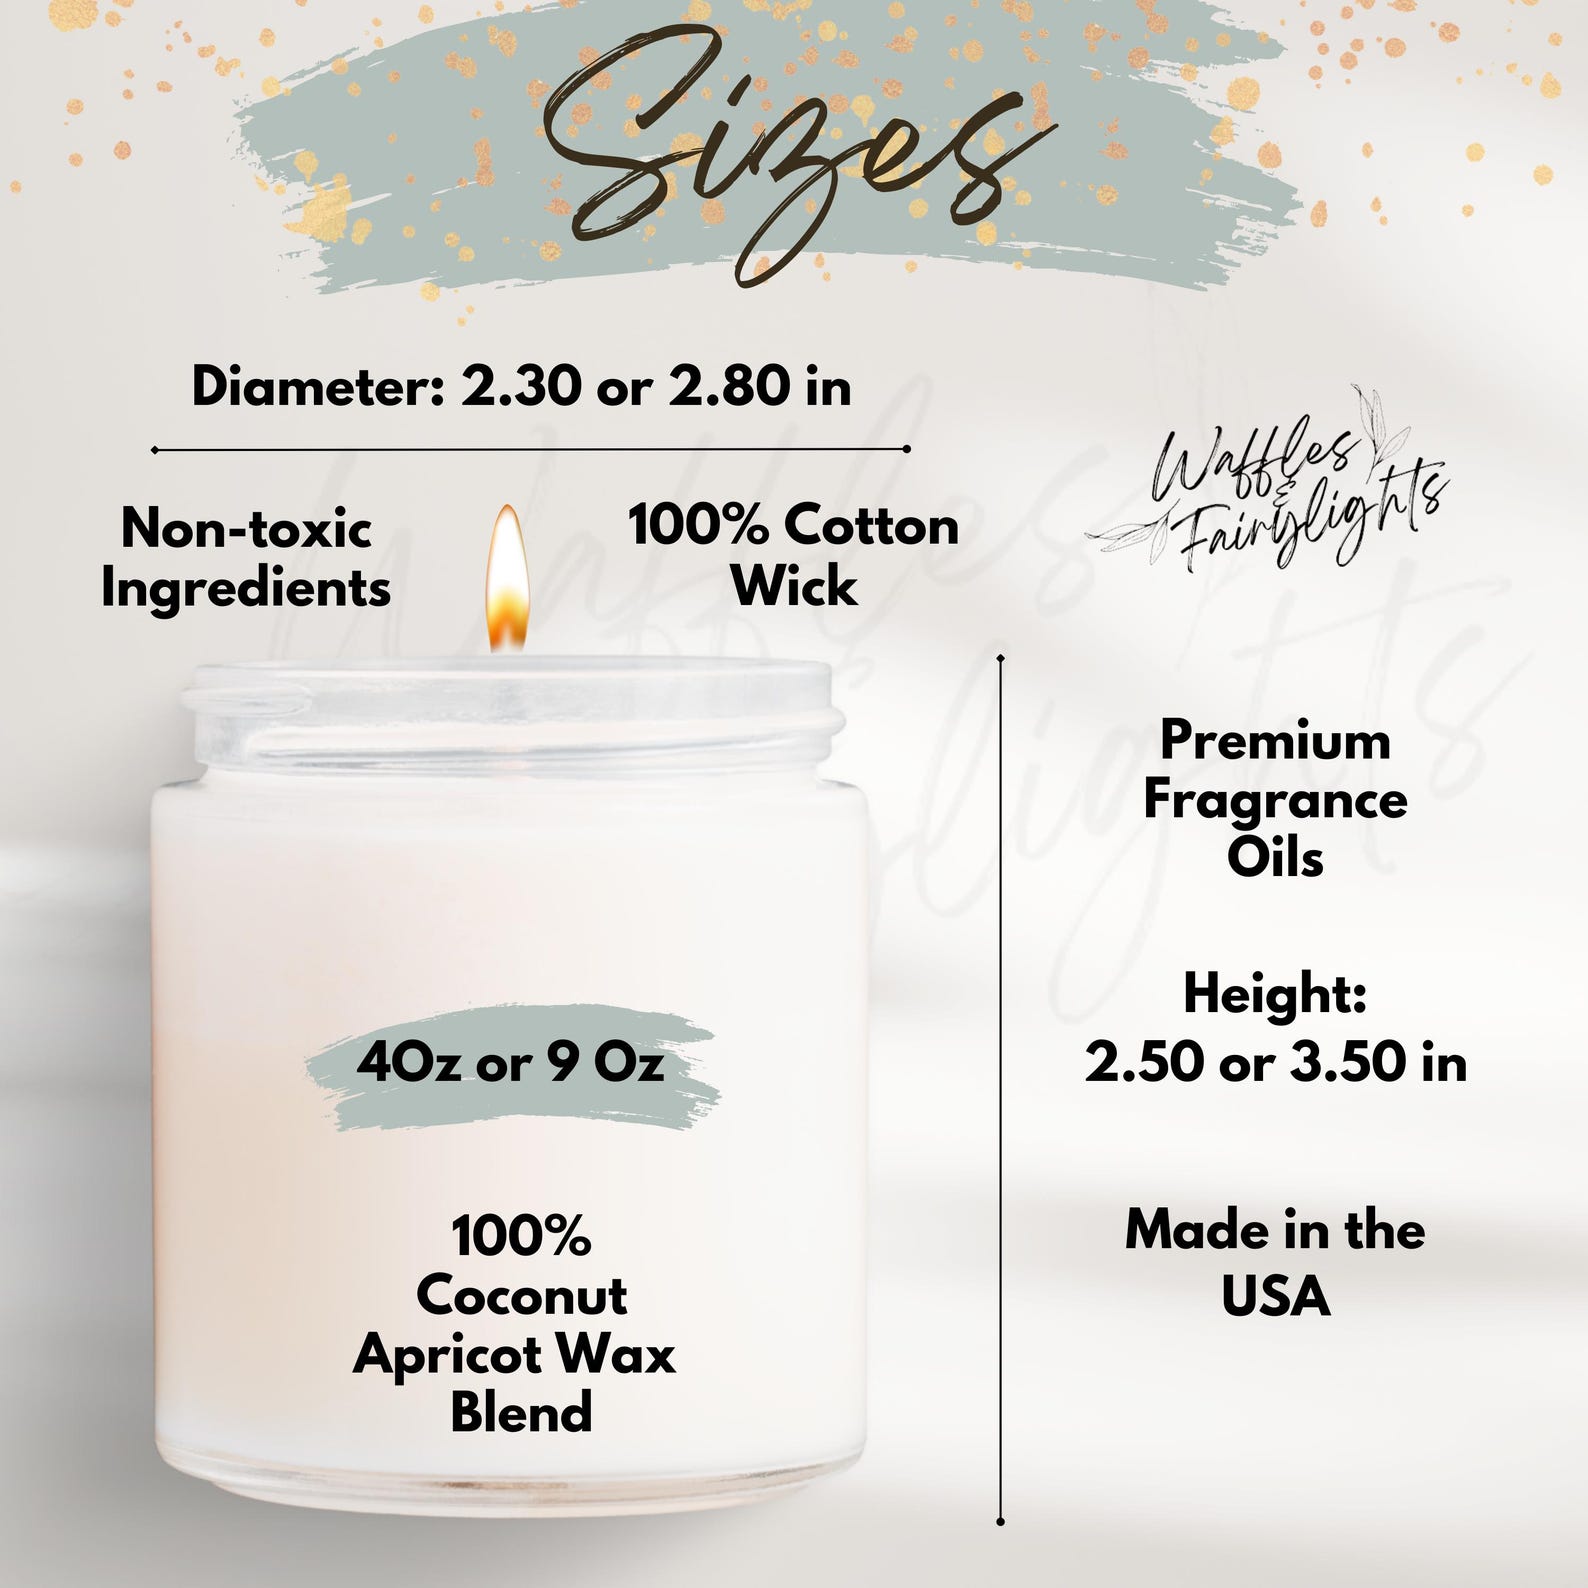 Sizes
Diameter: 2.30 or 2.80 in
Non-toxic
Ingredients
100% Cotton
Wick
Waffles
&
Fairylights
Premium
Fragrance
Oils
Height:
2.50 or 3.50 in
Made in the
USA
4Oz or 9 Oz
100%
Coconut
Apricot Wax
Blend
Waffles
&
Fairylights